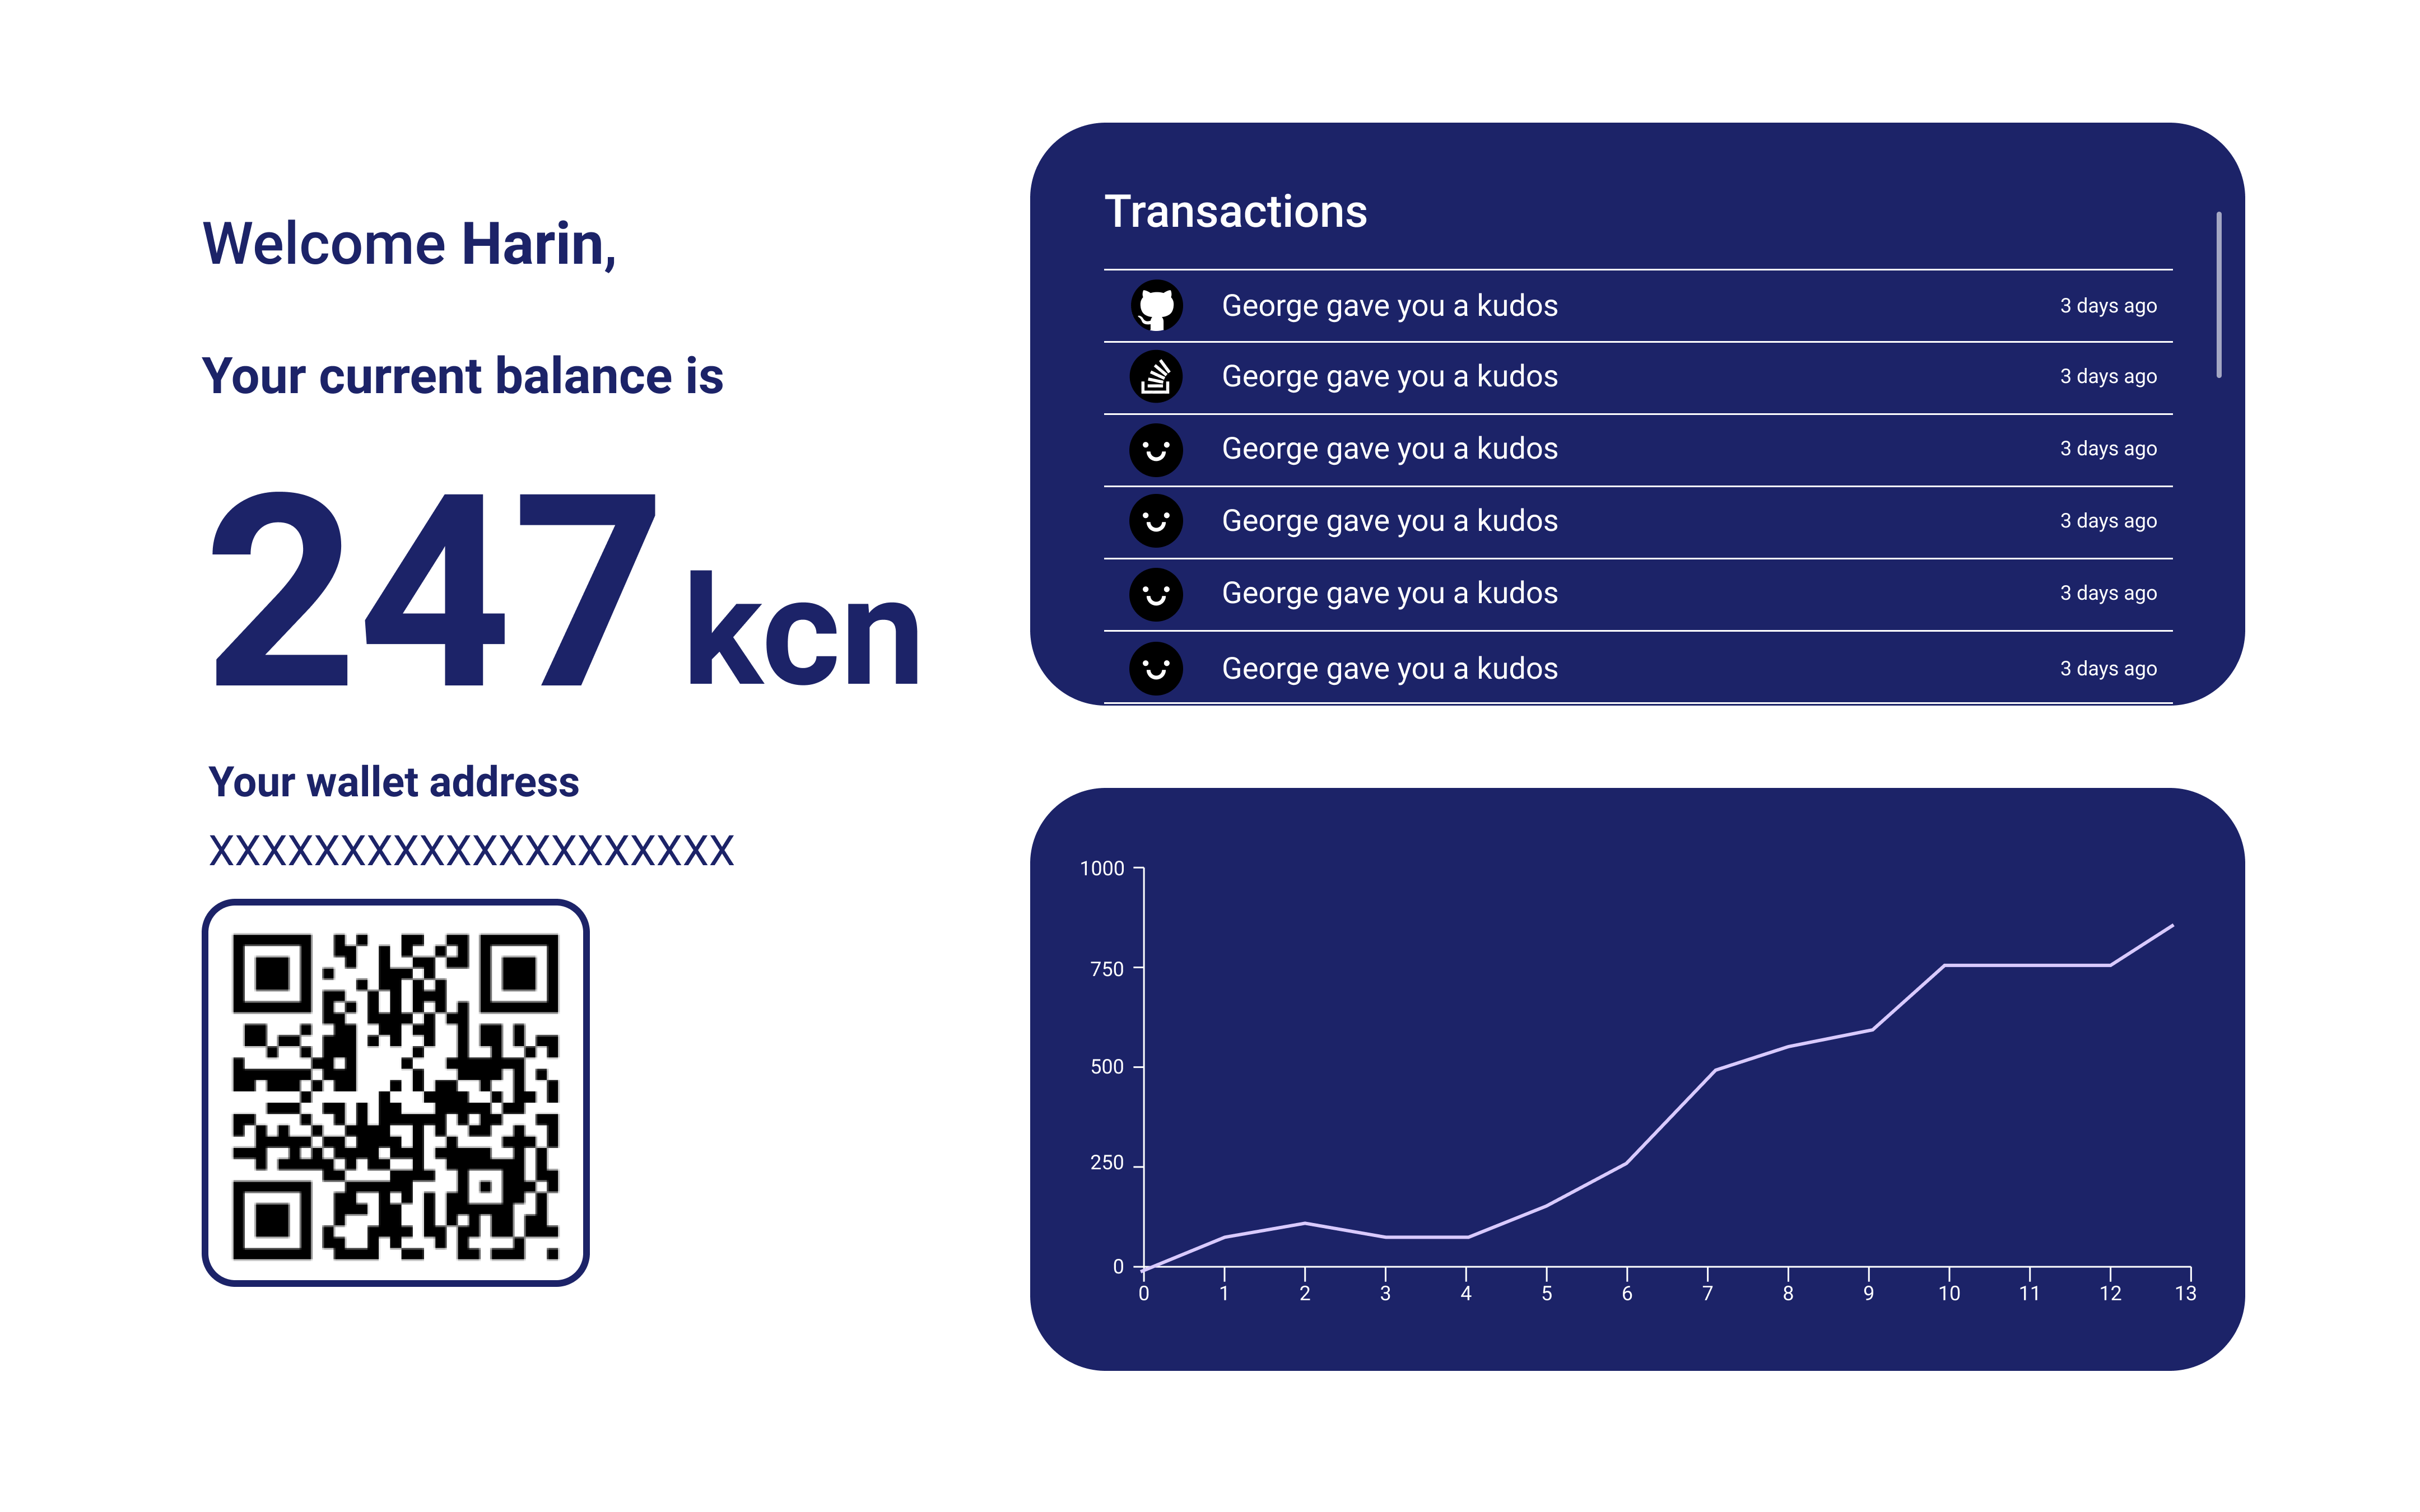 Welcome Harin,
Your current balance is
247 kcn
Your wallet address
XXXXXXXXXXXXXXXXXXXX
Transactions
George gave you a kudos 3 days ago
George gave you a kudos 3 days ago
George gave you a kudos 3 days ago
George gave you a kudos 3 days ago
George gave you a kudos 3 days ago
George gave you a kudos 3 days ago
1000
750
500
250
0
0 1 2 3 4 5 6 7 8 9 10 11 12 13